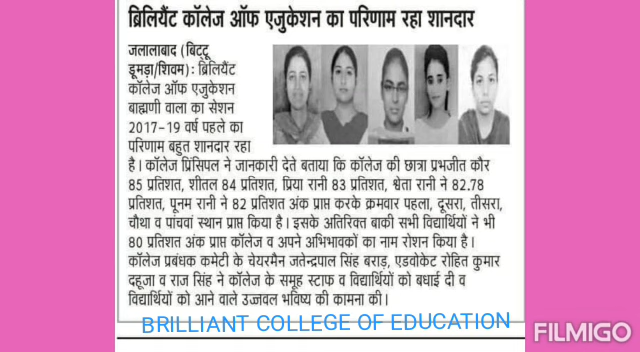 ब्रिलियैंट कॉलेज ऑफ एजुकेशन का परिणाम रहा शानदार
जलालाबाद (बिट्टू
डूमड़ा/शिवम): ब्रिलियैंट
कॉलेज ऑफ एजुकेशन
बाह्मणी वाला का सेशन
2017-19 वर्ष पहले का
परिणाम बहुत शानदार रहा
है। कॉलेज प्रिंसिपल ने जानकारी देते बताया कि कॉलेज की छात्रा प्रभजीत कौर
85 प्रतिशत, शीतल 84 प्रतिशत, प्रिया रानी 83 प्रतिशत, श्वेता रानी ने 82.78
प्रतिशत, पूनम रानी ने 82 प्रतिशत अंक प्राप्त करके क्रमवार पहला, दूसरा, तीसरा,
चौथा व पांचवां स्थान प्राप्त किया है। इसके अतिरिक्त बाकी सभी विद्यार्थियों ने भी
80 प्रतिशत अंक प्राप्त कॉलेज व अपने अभिभावकों का नाम रोशन किया है।
कॉलेज प्रबंधक कमेटी के चेयरमैन जतेन्द्रपाल सिंह बराड़, एडवोकेट रोहित कुमार
दहूजा व राज सिंह ने कॉलेज के समूह स्टाफ व विद्यार्थियों को बधाई दी व
विद्यार्थियों को आने वाले उज्जवल भविष्य की कामना की।
BRILLIANT COLLEGE OF EDUCATION
FILMIGO